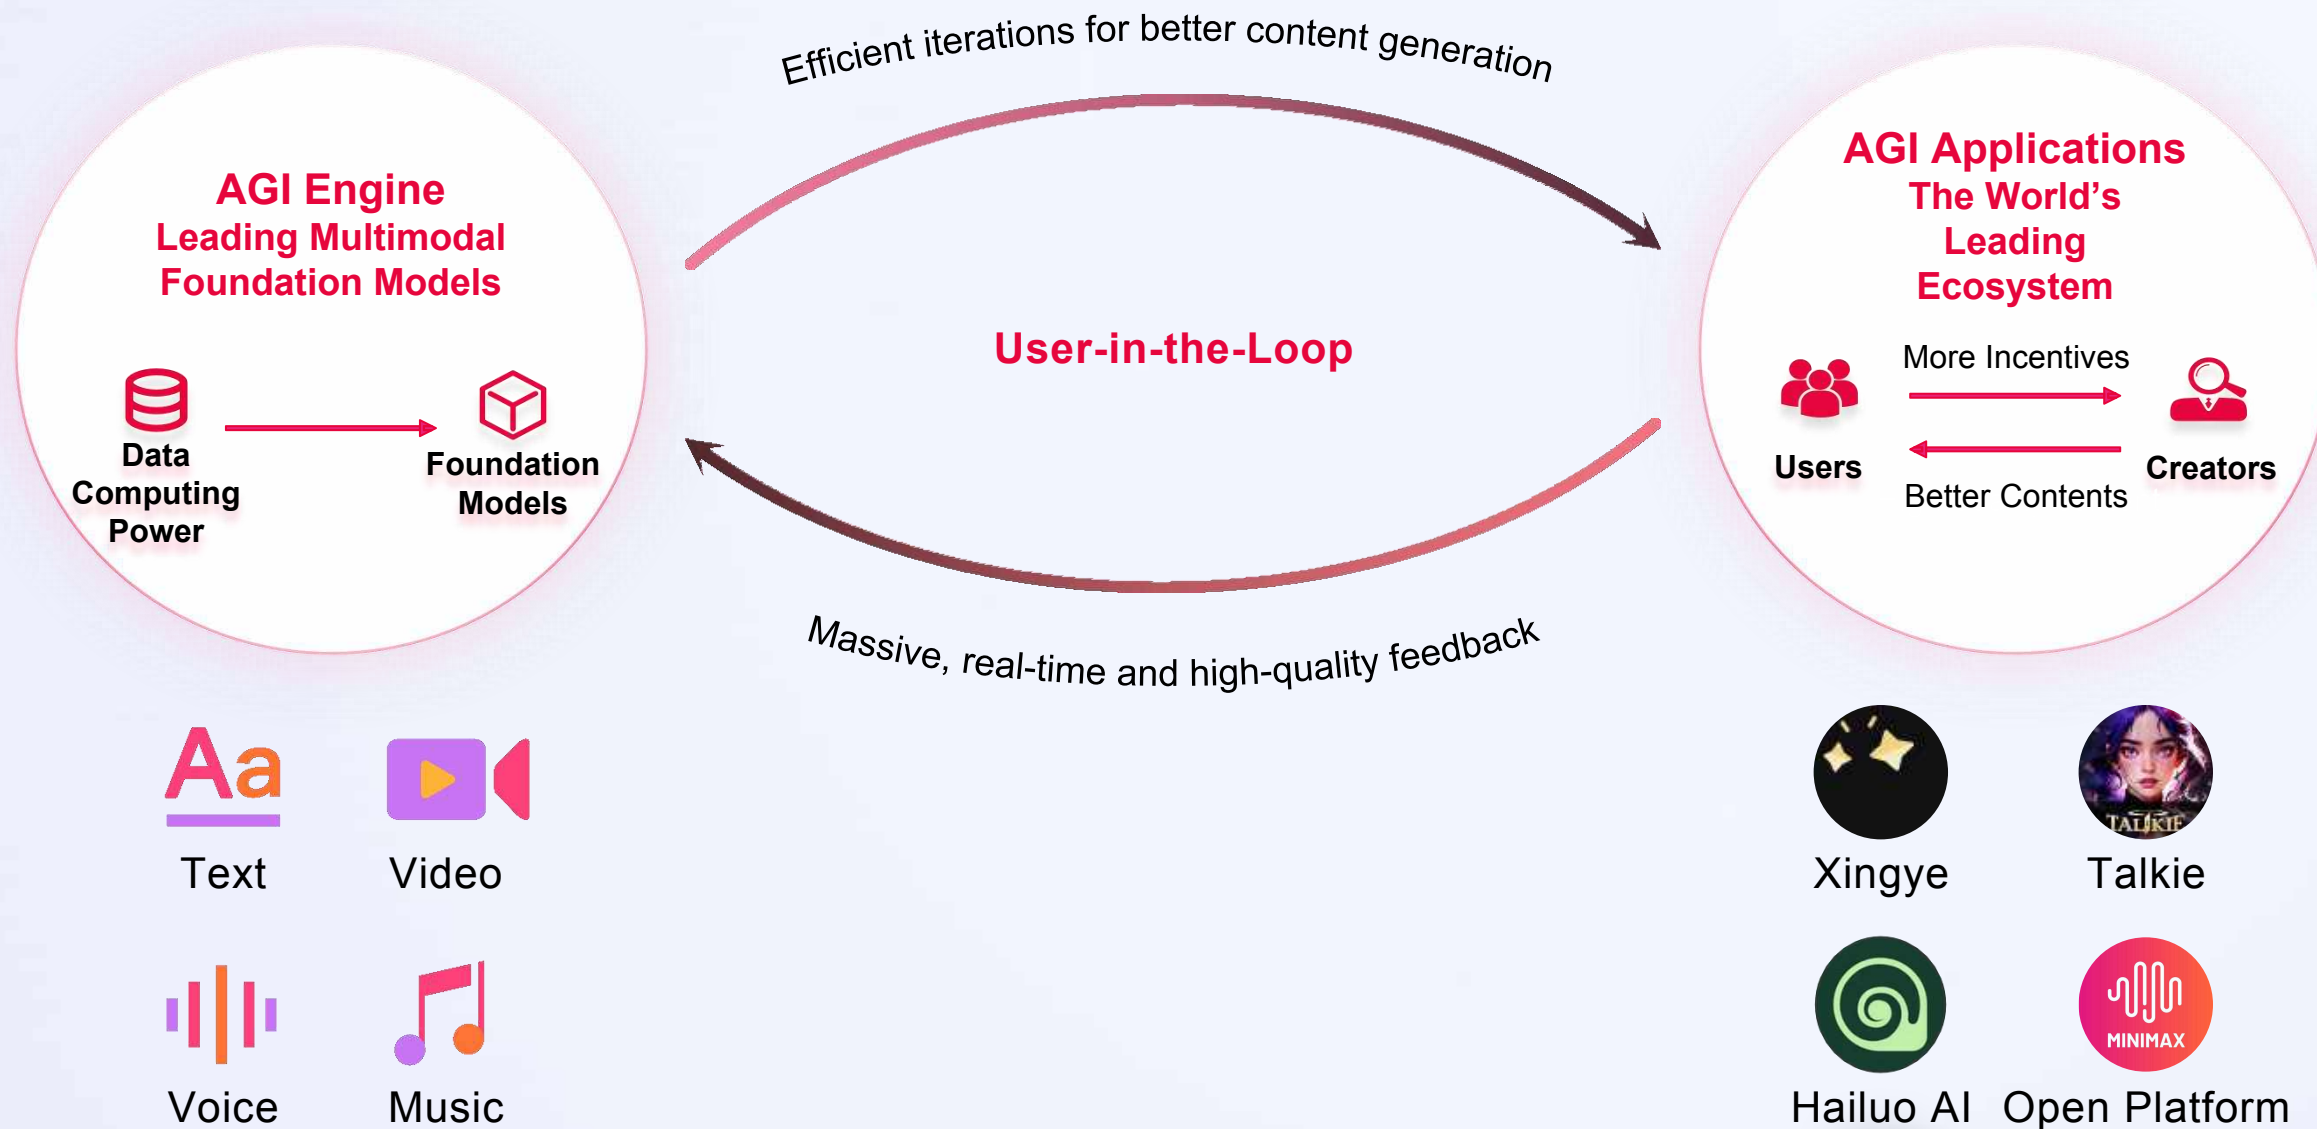 Efficient iterations for better content generation
AGI Engine
Leading Multimodal
Foundation Models
Data
Computing
Power
Foundation
Models
User-in-the-Loop
Massive, real-time and high-quality feedback
AGI Applications
The World's
Leading
Ecosystem
More Incentives
Users
Creators
Better Contents
Aa
Text
Video
Voice
Music
TALKIE
Xingye
Talkie
MINIMAX
Hailuo AI
Open Platform